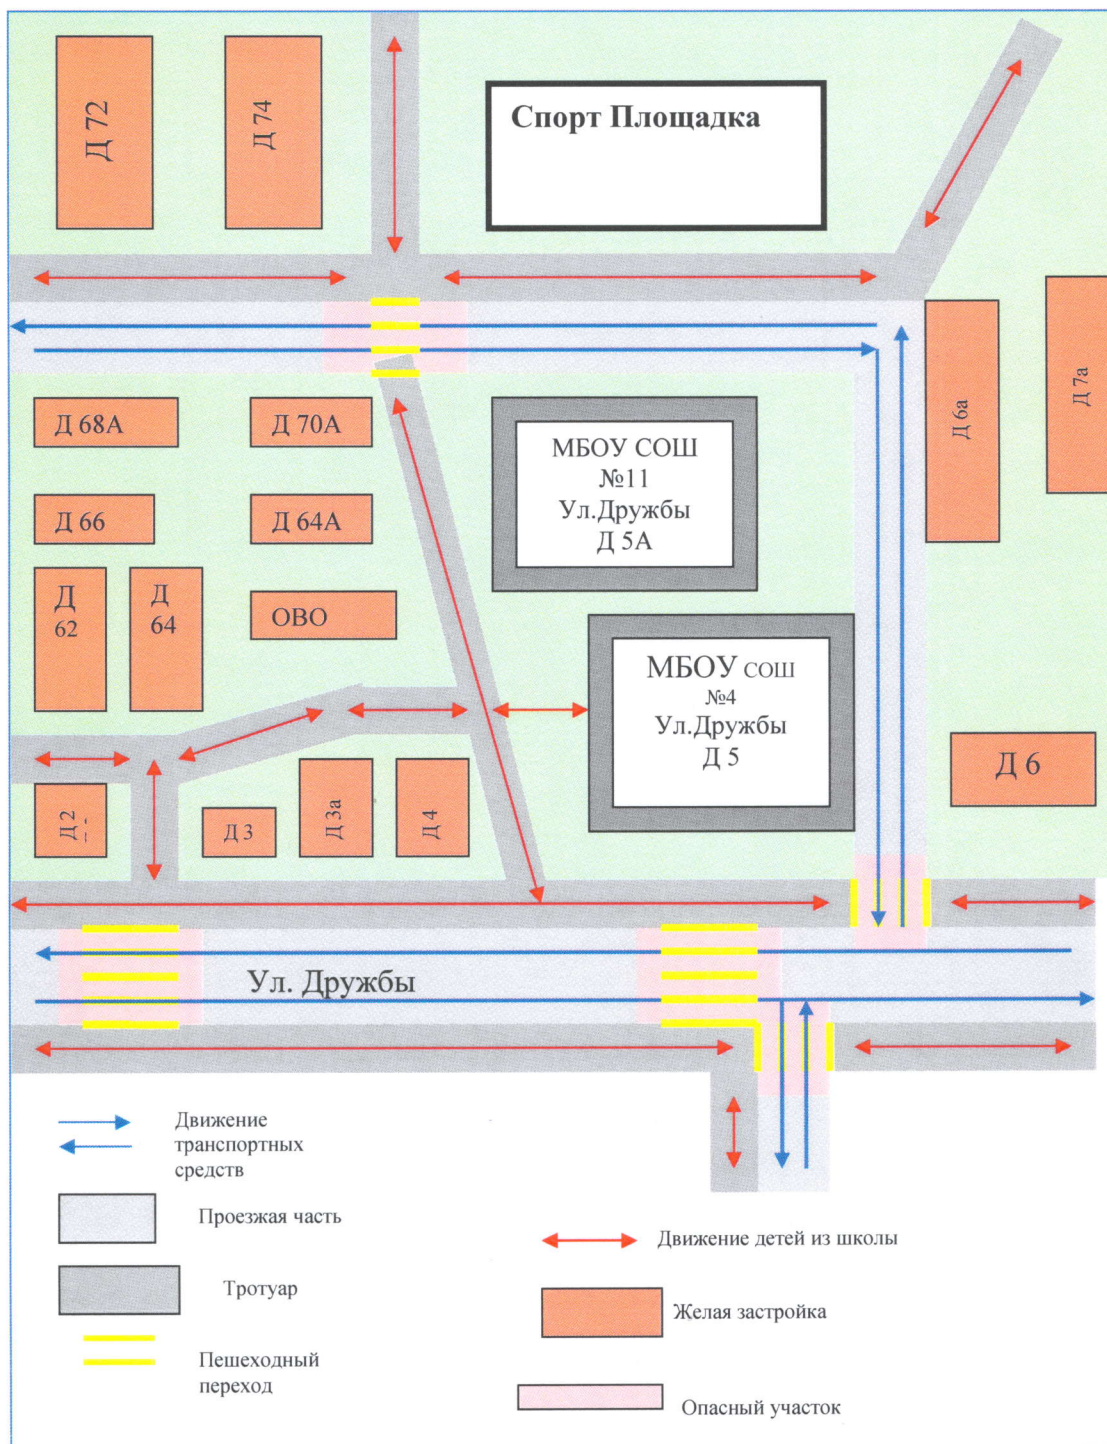 Д 72
Д 74
Спорт Площадка
Д 6а
Д 7а
Д 68А
Д 70А
МБОУ СОШ
№11
Ул.Дружбы
Д 5А
Д 66
Д 64А
Д
62
Д
64
ОВО
МБОУ СОШ
№4
Ул.Дружбы
Д 5
Д 6
Д 2
Д 3
Д 3а
Д 4
Ул. Дружбы
Движение
транспортных
средств
Проезжая часть
Тротуар
Пешеходный
переход
Движение детей из школы
Желая застройка
Опасный участок